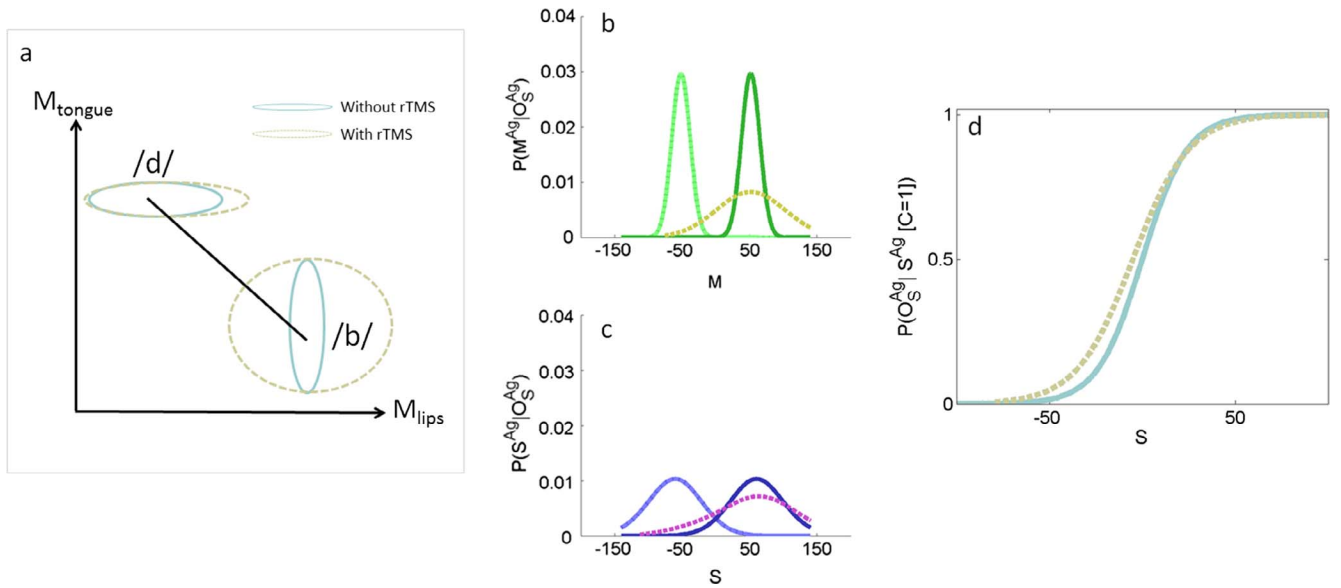 a
M_tongue
Without rTMS
With rTMS
/d/
/b/
M_lips
b
P(M^Ag|O_S^Ag)
0.04
0.03
0.02
0.01
0
-150 -50 50 150
M
c
P(S^Ag|O_S^Ag)
0.04
0.03
0.02
0.01
0
-150 -50 50 150
S
d
P(O_S^Ag| S^Ag [C=1])
1
0.5
0
-50 50
S